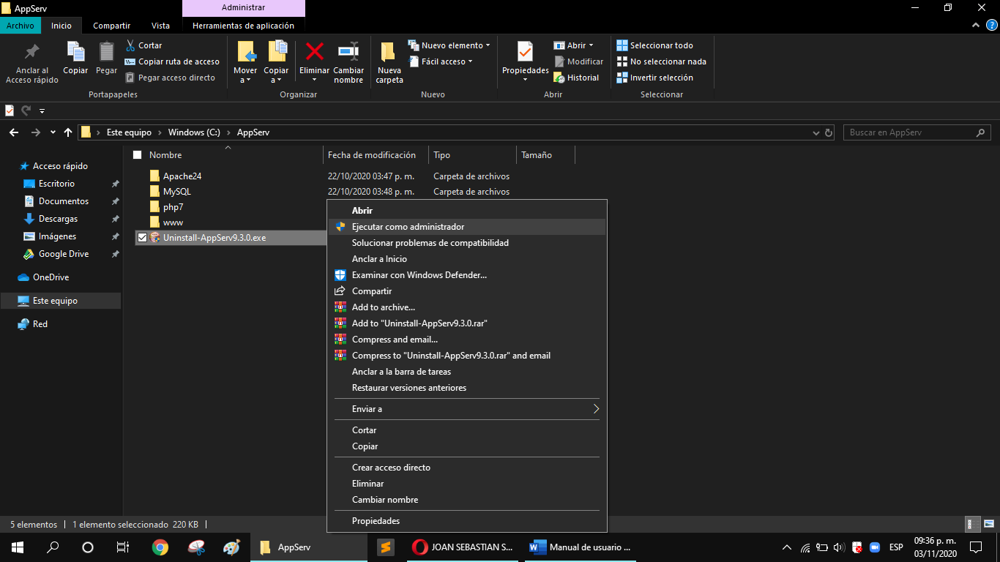 AppServ
Administrar
Archivo
Inicio
Compartir
Vista
Herramientas de aplicación
Anclar al
Acceso rápido
Copiar
Pegar
Cortar
Copiar ruta de acceso
Pegar acceso directo
Portapapeles
Mover
a
Copiar
a
Eliminar
Cambiar
nombre
Organizar
Nueva
carpeta
Nuevo elemento
Fácil acceso
Nuevo
Propiedades
Abrir
Modificar
Historial
Abrir
Seleccionar todo
No seleccionar nada
Invertir selección
Seleccionar
Este equipo > Windows (C:) > AppServ
Buscar en AppServ
Acceso rápido
Escritorio
Documentos
Descargas
Imágenes
Google Drive
OneDrive
Este equipo
Red
Nombre
Fecha de modificación
Tipo
Tamaño
Apache24
22/10/2020 03:47 p. m.
Carpeta de archivos
MySQL
22/10/2020 03:48 p. m.
Carpeta de archivos
php7
www
Uninstall-AppServ9.3.0.exe
Abrir
Ejecutar como administrador
Solucionar problemas de compatibilidad
Anclar a Inicio
Examinar con Windows Defender...
Compartir
Add to archive...
Add to "Uninstall-AppServ9.3.0.rar"
Compress and email...
Compress to "Uninstall-AppServ9.3.0.rar" and email
Anclar a la barra de tareas
Restaurar versiones anteriores
Enviar a
Cortar
Copiar
Crear acceso directo
Eliminar
Cambiar nombre
Propiedades
5 elementos
1 elemento seleccionado 220 KB
AppServ
JOAN SEBASTIAN S...
Manual de usuario ...
ESP
09:36 p. m.
03/11/2020